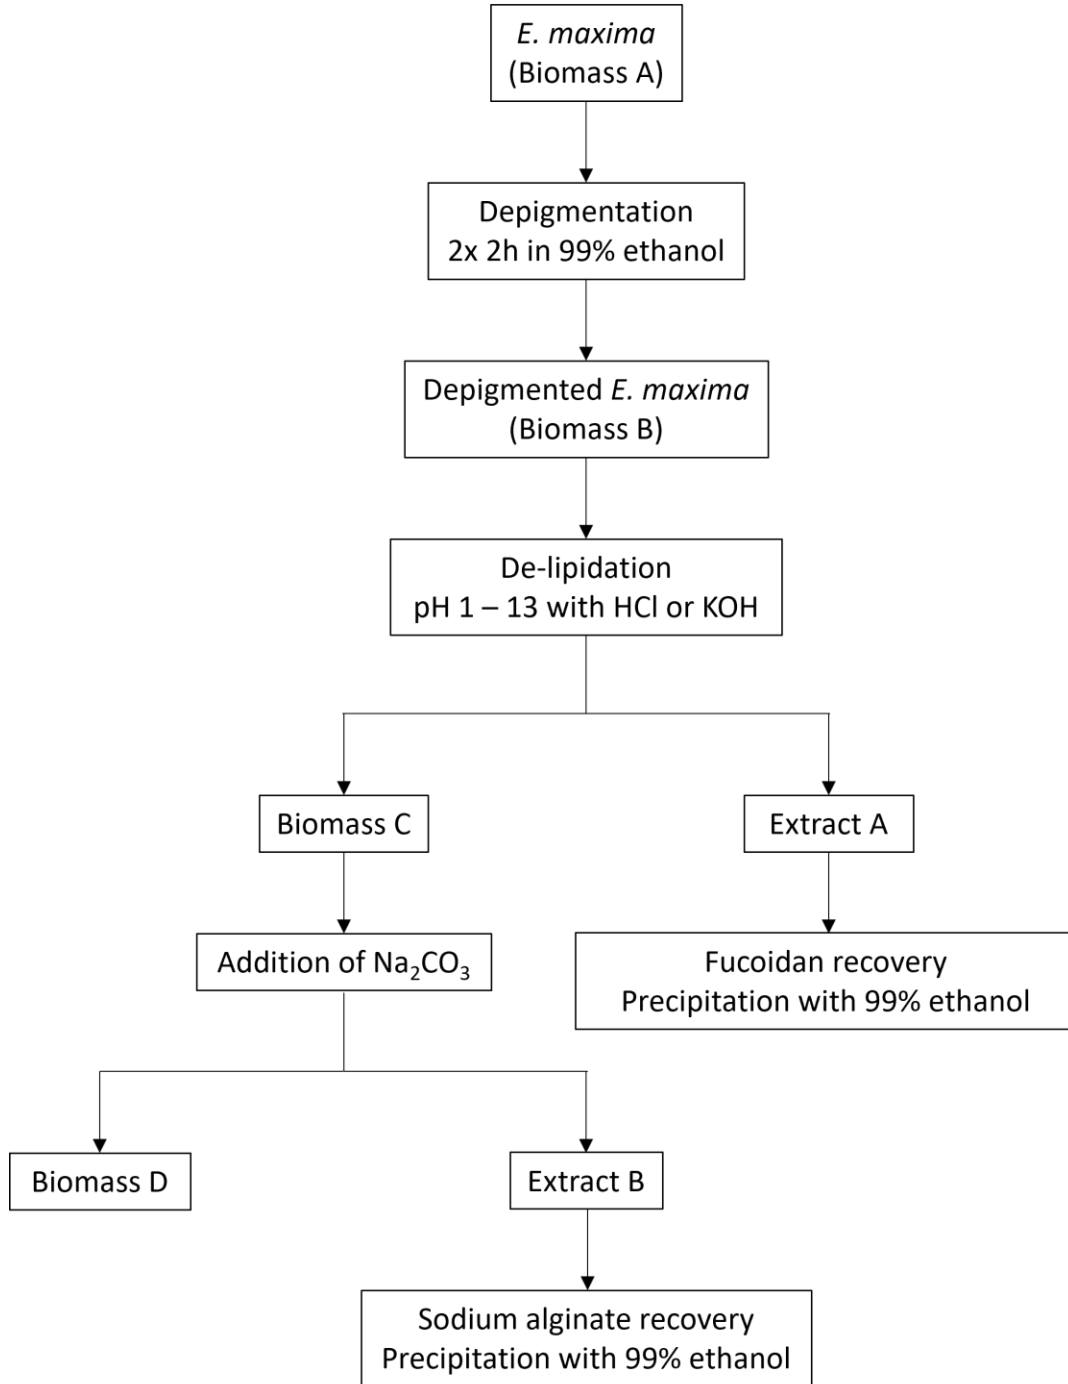 E. maxima
(Biomass A)
Depigmentation
2x 2h in 99% ethanol
Depigmented E. maxima
(Biomass B)
De-lipidation
pH 1 – 13 with HCl or KOH
Biomass C
Extract A
Addition of Na₂CO₃
Fucoidan recovery
Precipitation with 99% ethanol
Biomass D
Extract B
Sodium alginate recovery
Precipitation with 99% ethanol